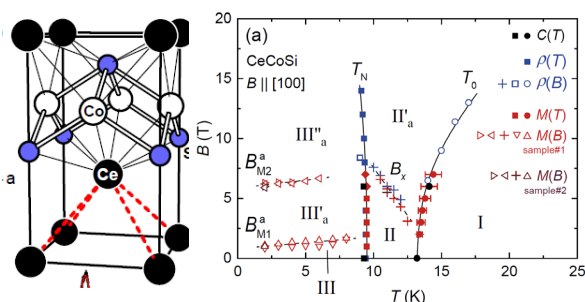 Co
Ce
a
(a)
CeCoSi
B || [100]
T_N
T_0
C(T)
ρ(T)
ρ(B)
M(T)
M(B)
sample#1
M(B)
sample#2
III''_a
II'_a
B_x
B^a_M2
III'_a
B^a_M1
II
I
III
B (T)
20
15
10
5
0
0 5 10 15 20 25
T (K)